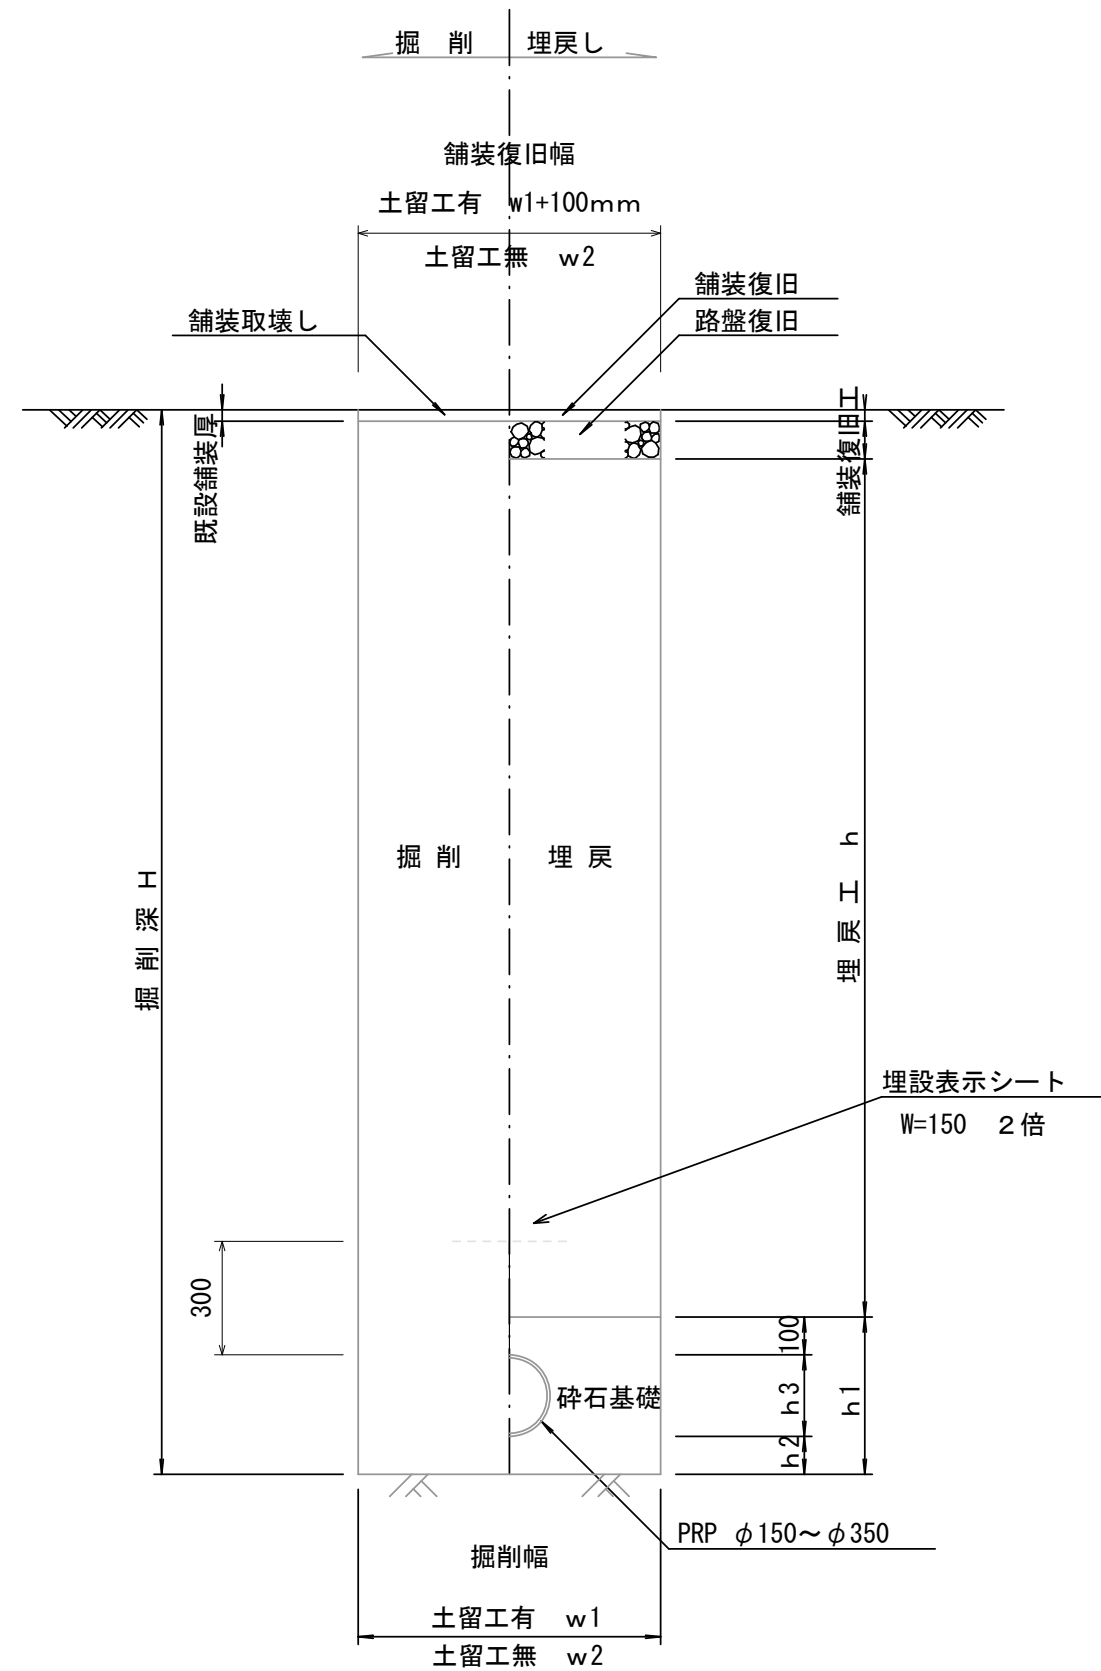 掘 削 埋戻し
舗装復旧幅
土留工有 w1+100mm
土留工無 w2
舗装復旧
舗装取壊し
路盤復旧
既設舗装厚
舗装復旧工
掘削 埋戻
掘削深 H
埋戻工 h
埋設表示シート
W=150 2倍
300
100
砕石基礎
h3
h1
h2
PRP φ150～φ350
掘削幅
土留工有 w1
土留工無 w2